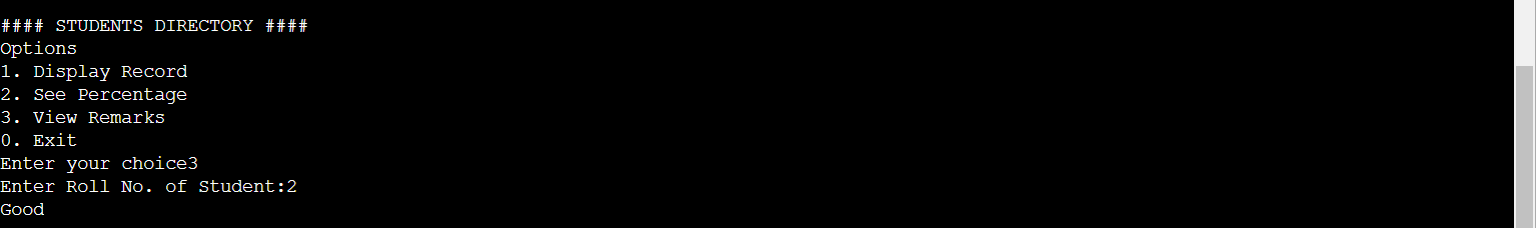 #### STUDENTS DIRECTORY ####
Options
1. Display Record
2. See Percentage
3. View Remarks
0. Exit
Enter your choice3
Enter Roll No. of Student:2
Good